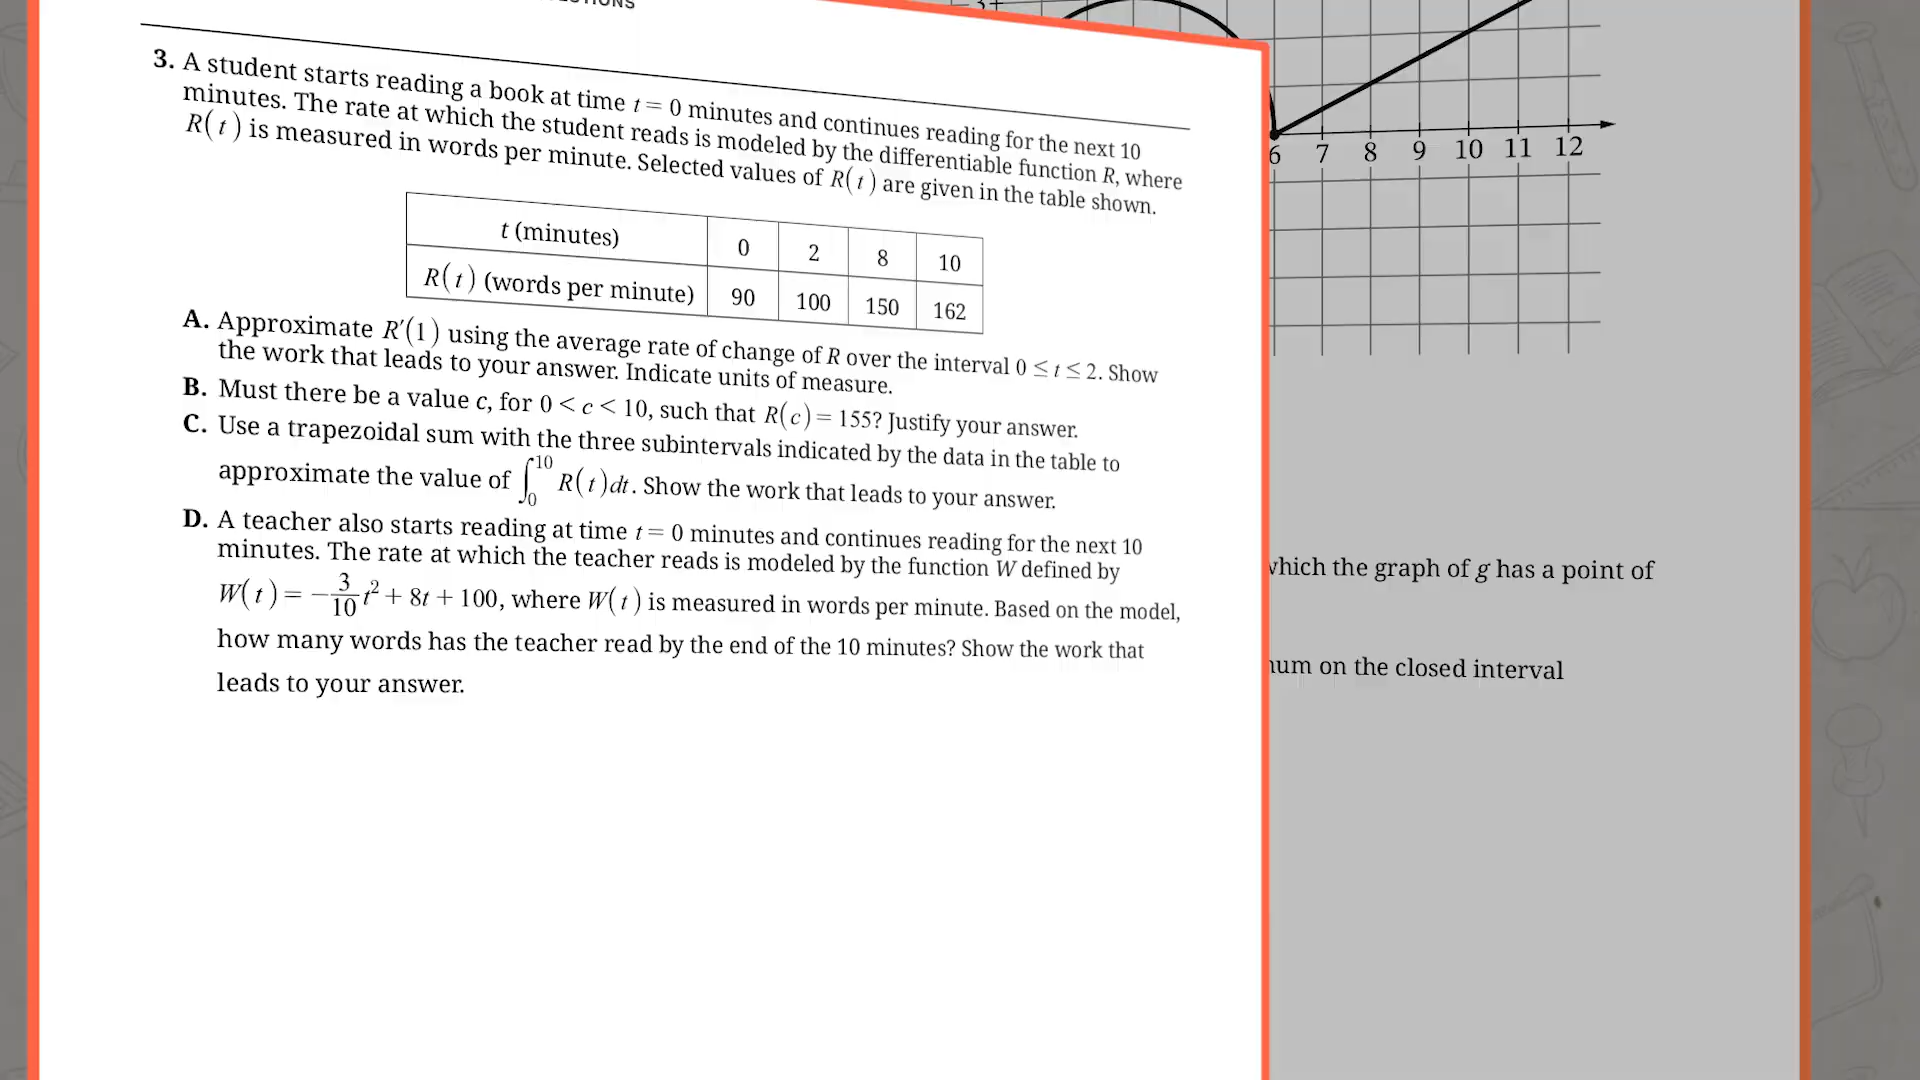 3. A student starts reading a book at time t = 0 minutes and continues reading for the next 10
minutes. The rate at which the student reads is modeled by the differentiable function R, where
R(t) is measured in words per minute. Selected values of R(t) are given in the table shown.
t (minutes) 0 2 8 10
R(t) (words per minute) 90 100 150 162
A. Approximate R′(1) using the average rate of change of R over the interval 0 ≤ t ≤ 2. Show
the work that leads to your answer. Indicate units of measure.
B. Must there be a value c, for 0 < c < 10, such that R(c) = 155? Justify your answer.
C. Use a trapezoidal sum with the three subintervals indicated by the data in the table to
approximate the value of ∫₀¹⁰ R(t)dt. Show the work that leads to your answer.
D. A teacher also starts reading at time t = 0 minutes and continues reading for the next 10
minutes. The rate at which the teacher reads is modeled by the function W defined by
W(t) = −3/10 t² + 8t + 100, where W(t) is measured in words per minute. Based on the model,
how many words has the teacher read by the end of the 10 minutes? Show the work that
leads to your answer.
6 7 8 9 10 11 12
which the graph of g has a point of
on the closed interval